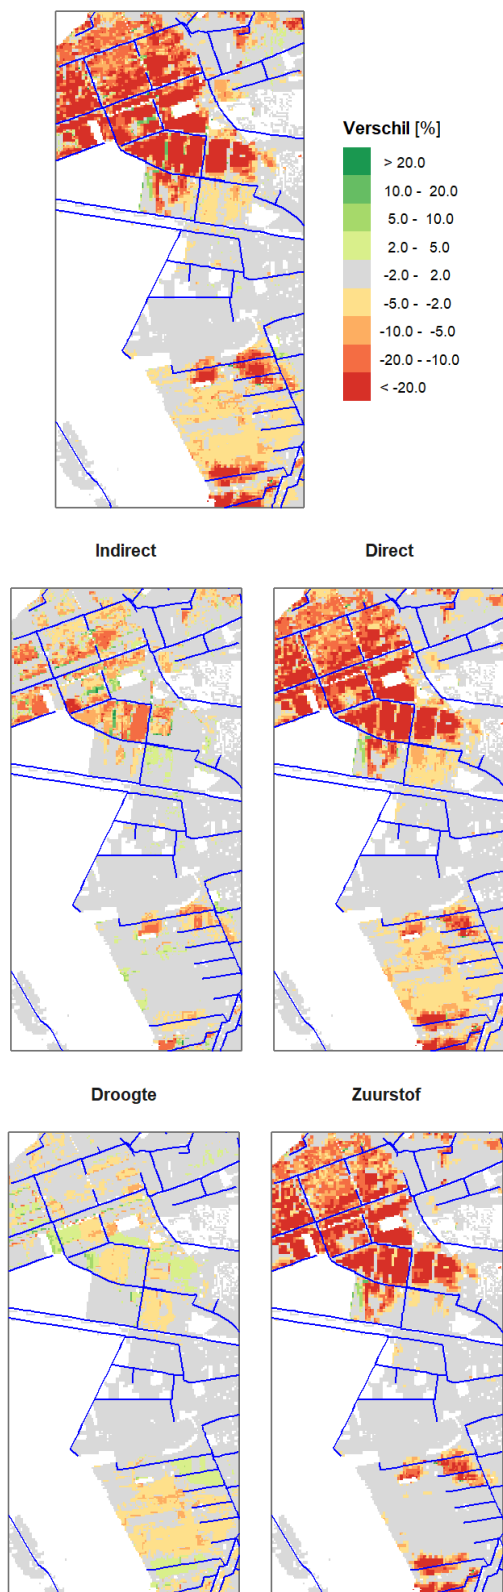 Verschil [%]
> 20.0
10.0 - 20.0
5.0 - 10.0
2.0 - 5.0
-2.0 - 2.0
-5.0 - -2.0
-10.0 - -5.0
-20.0 - -10.0
< -20.0
Indirect
Direct
Droogte
Zuurstof